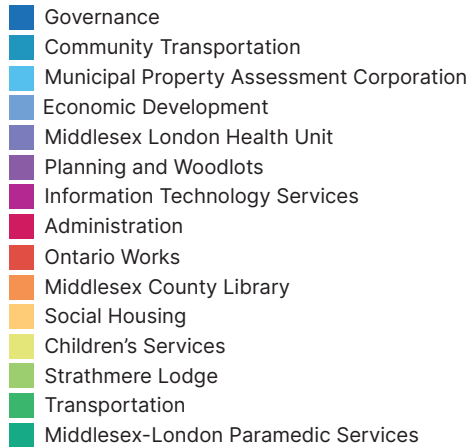 Governance
Community Transportation
Municipal Property Assessment Corporation
Economic Development
Middlesex London Health Unit
Planning and Woodlots
Information Technology Services
Administration
Ontario Works
Middlesex County Library
Social Housing
Children’s Services
Strathmere Lodge
Transportation
Middlesex-London Paramedic Services